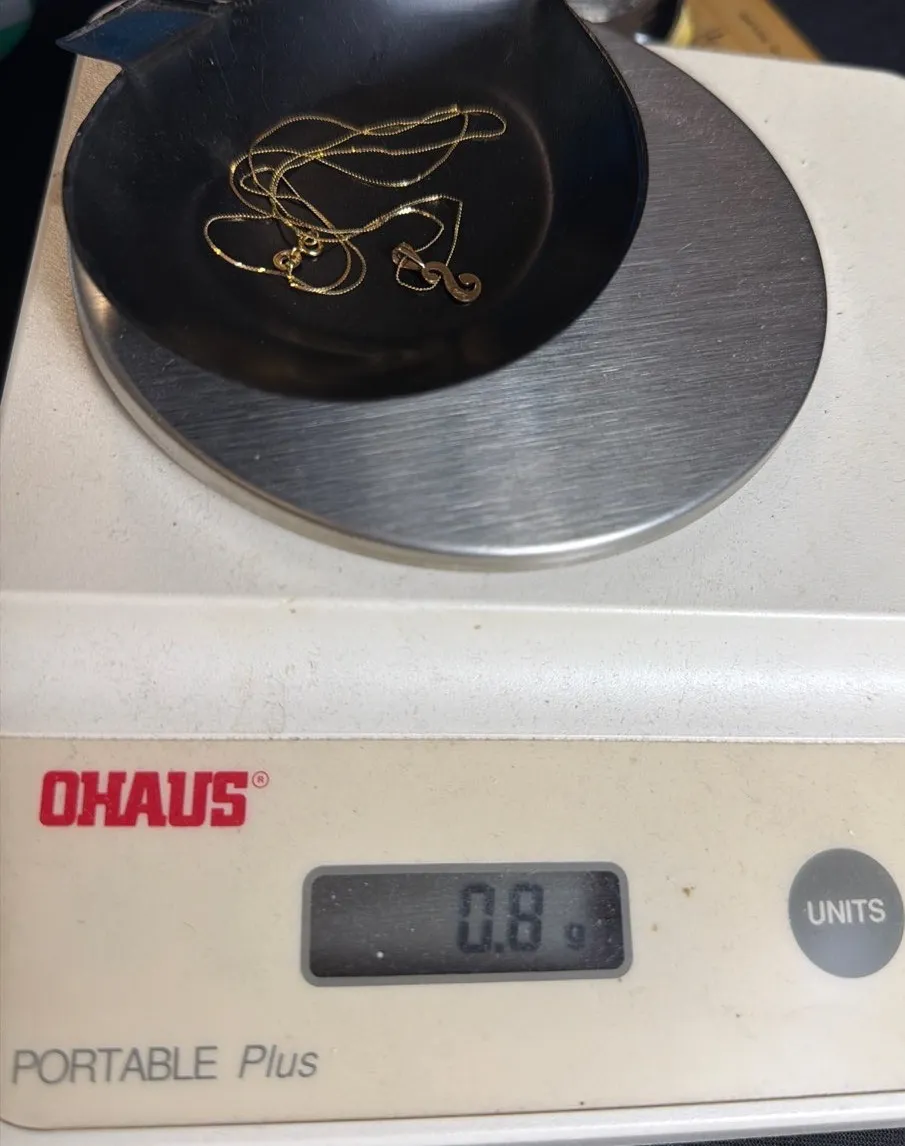 OHAUS®
0.8 g
UNITS
PORTABLE Plus